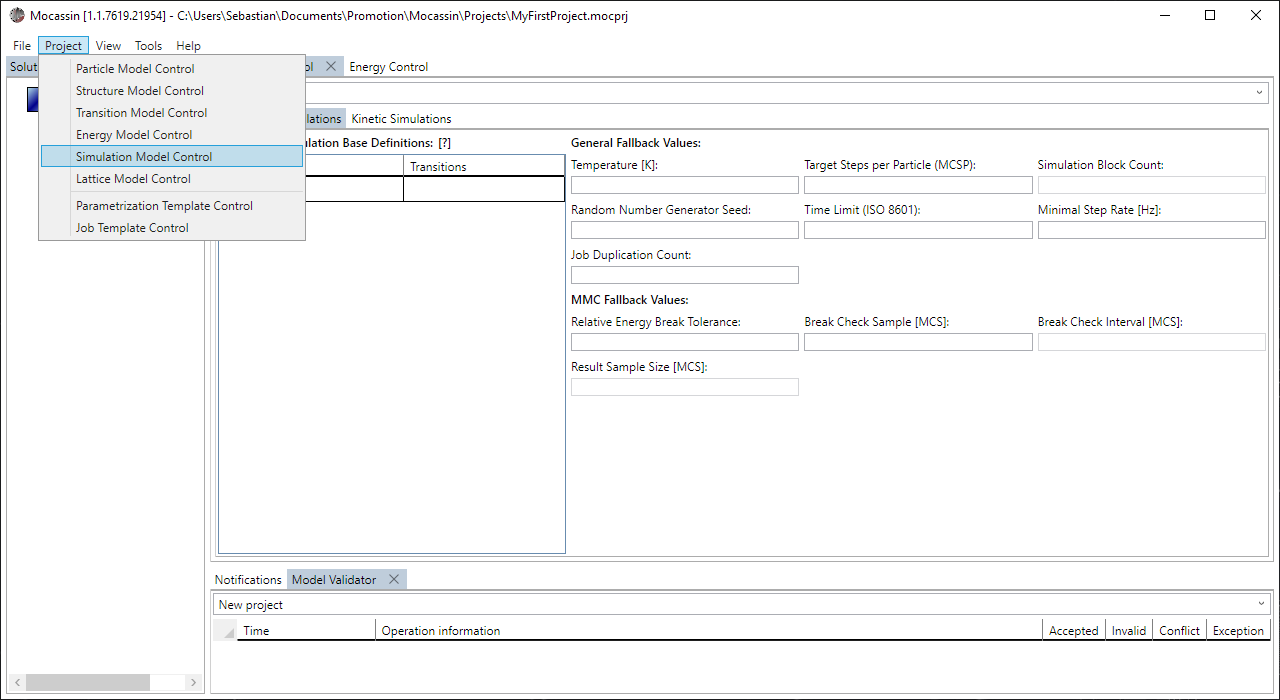 Mocassin [1.1.7619.21954] - C:\Users\Sebastian\Documents\Promotion\Mocassin\Projects\MyFirstProject.mocprj
File Project View Tools Help
Solut ol Energy Control
Particle Model Control
Structure Model Control
Transition Model Control
Energy Model Control
Simulation Model Control
Lattice Model Control
Parametrization Template Control
Job Template Control
lations Kinetic Simulations
ulation Base Definitions: [?]
Transitions
General Fallback Values:
Temperature [K]: Target Steps per Particle (MCSP): Simulation Block Count:
Random Number Generator Seed: Time Limit (ISO 8601): Minimal Step Rate [Hz]:
Job Duplication Count:
MMC Fallback Values:
Relative Energy Break Tolerance: Break Check Sample [MCS]: Break Check Interval [MCS]:
Result Sample Size [MCS]:
Notifications Model Validator
New project
Time Operation information Accepted Invalid Conflict Exception